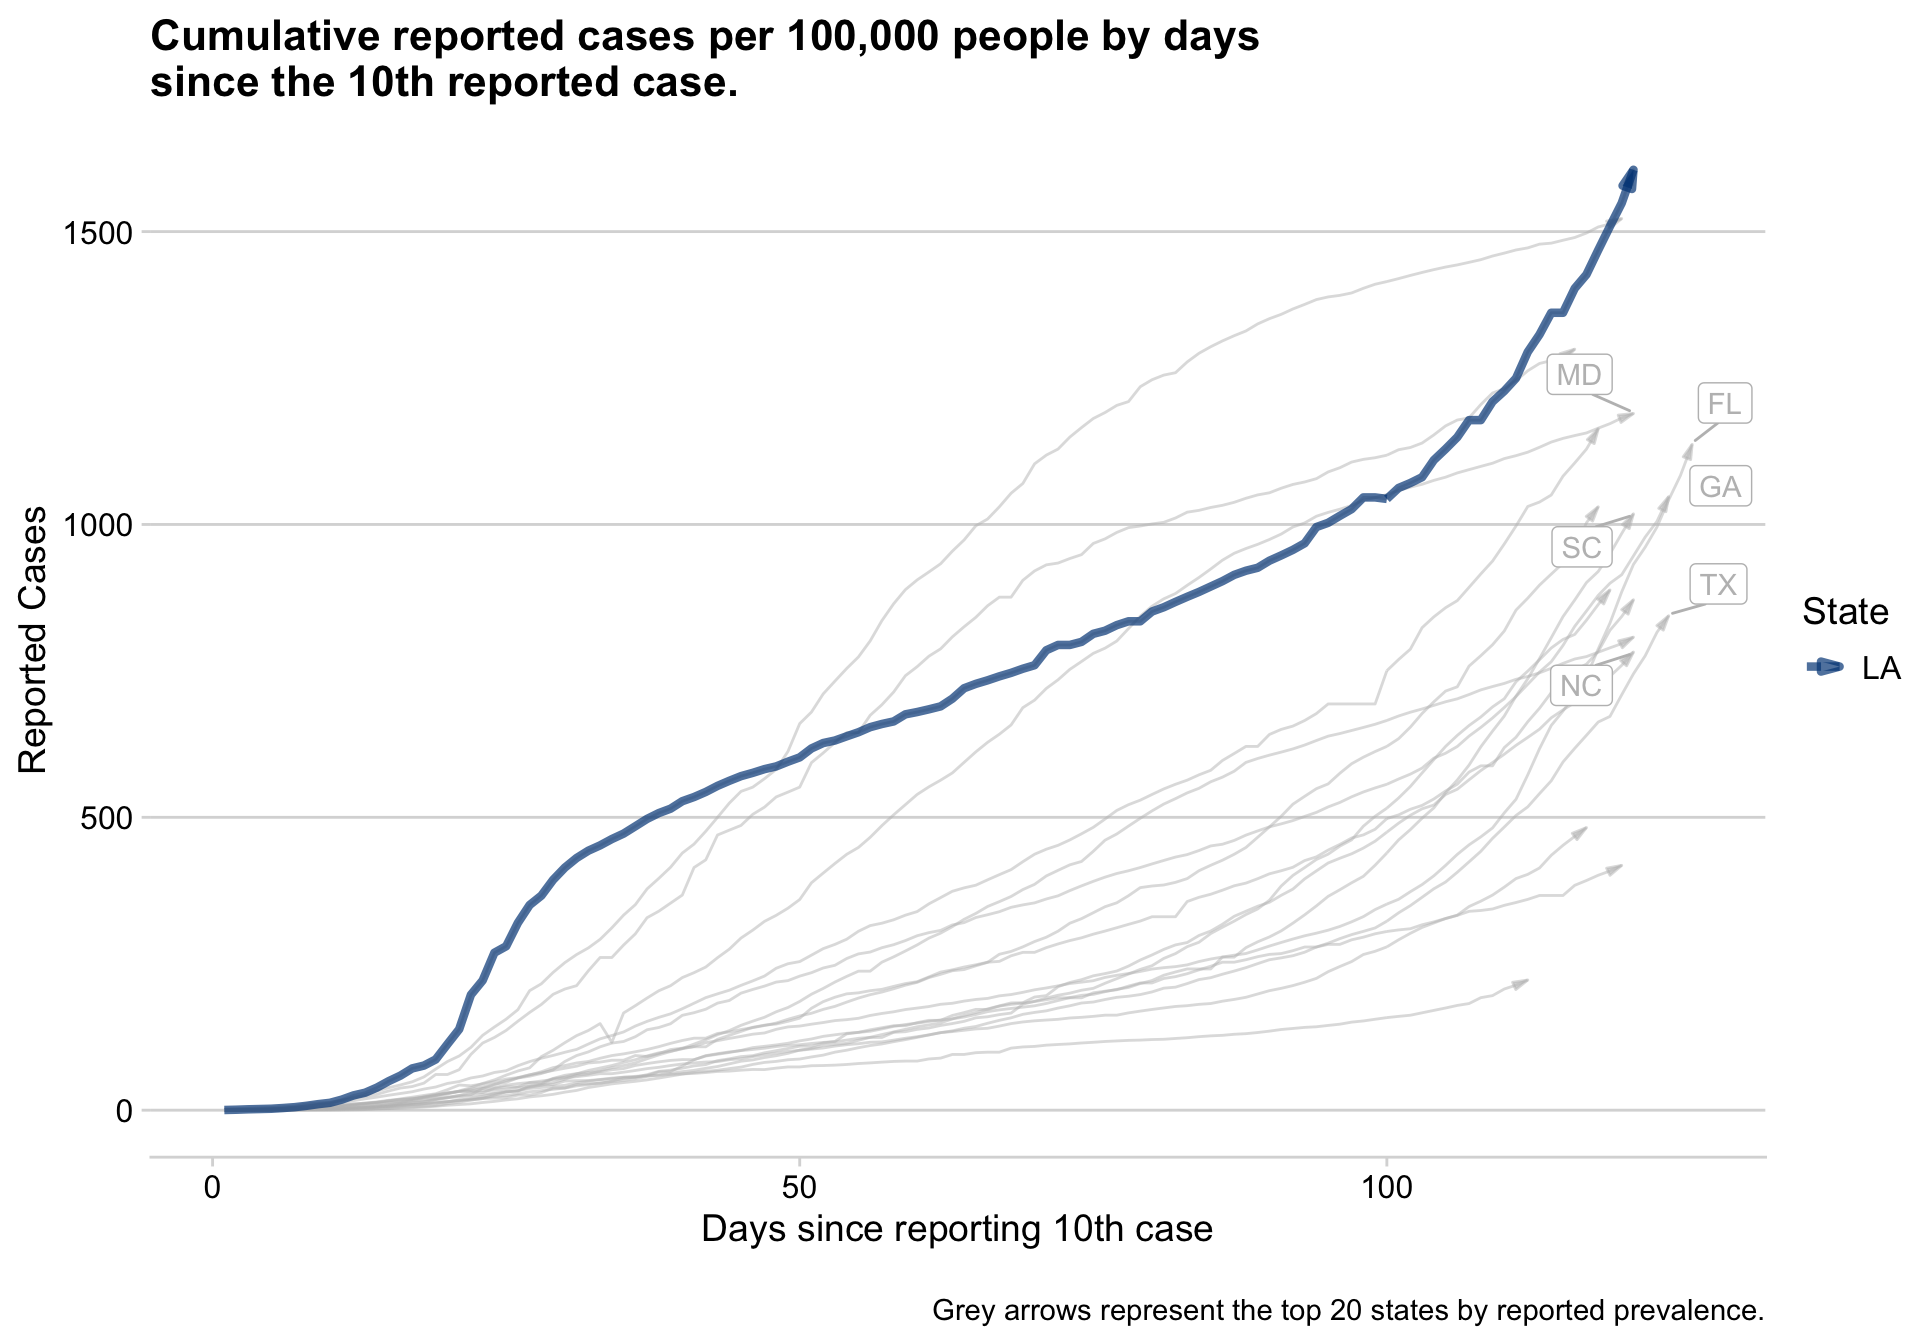 Cumulative reported cases per 100,000 people by days
since the 10th reported case.
1500
1000
500
0
Reported Cases
MD
FL
GA
SC
TX
NC
State
LA
0
50
100
Days since reporting 10th case
Grey arrows represent the top 20 states by reported prevalence.